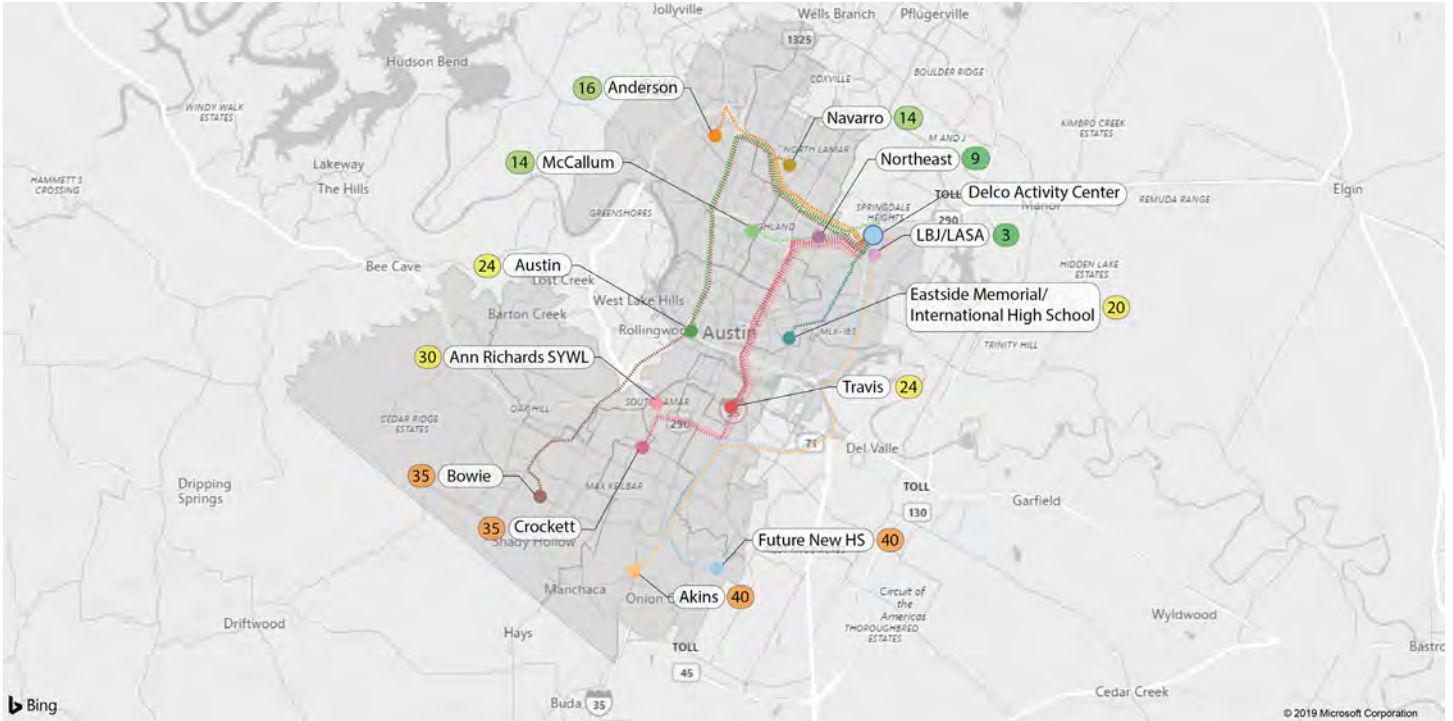 Jollyville
Wells Branch
Pflugerville
1325
Hudson Bend
COXVILLE
BOULDER RIDGE
16 Anderson
WINDY WALK
ESTATES
Navarro 14
KIMBRO CREEK
ESTATES
M AND J
NORTH LAMAR
14 McCallum
Northeast 9
Lakeway
The Hills
HAMMETT S
CROSSING
Elgin
TOLL
Delco Activity Center
REMUDA RANGE
Manor
GREENSHORES
SPRINGDALE
HEIGHTS
290
HIGHLAND
LBJ/LASA 3
Bee Cave
24 Austin
Lost Creek
HIDDEN LAKE
ESTATES
West Lake Hills
Eastside Memorial/
International High School 20
Barton Creek
Rollingwood
Austin
MLK-183
TRINITY HILL
30 Ann Richards SYWL
Travis 24
CEDAR RIDGE
ESTATES
OAK HILL
SOUTH LAMAR
290
71
Del Valle
35 Bowie
Dripping
Springs
MAX KEILBAR
TOLL
130
Garfield
35 Crockett
Shady Hollow
Future New HS 40
Manchaca
Onion
Akins 40
Circuit of
the
Americas
THOROUGHBRED
ESTATES
Wyldwood
Driftwood
Hays
TOLL
45
Bastro
Buda
35
Cedar Creek
Bing
© 2019 Microsoft Corporation